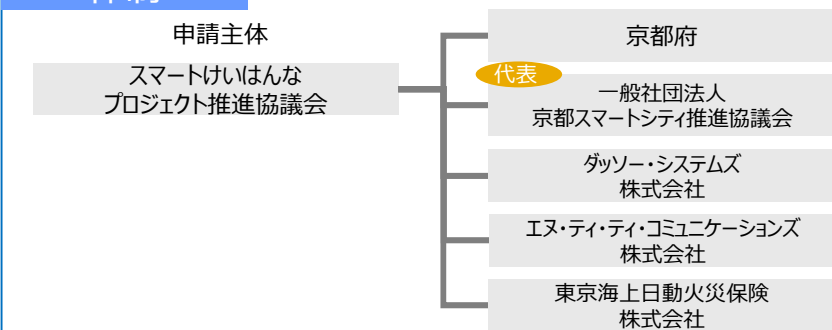 体制
申請主体
スマートけいはんな
プロジェクト推進協議会
京都府
代表
一般社団法人
京都スマートシティ推進協議会
ダッソー・システムズ
株式会社
エヌ・ティ・ティ・コミュニケーションズ
株式会社
東京海上日動火災保険
株式会社